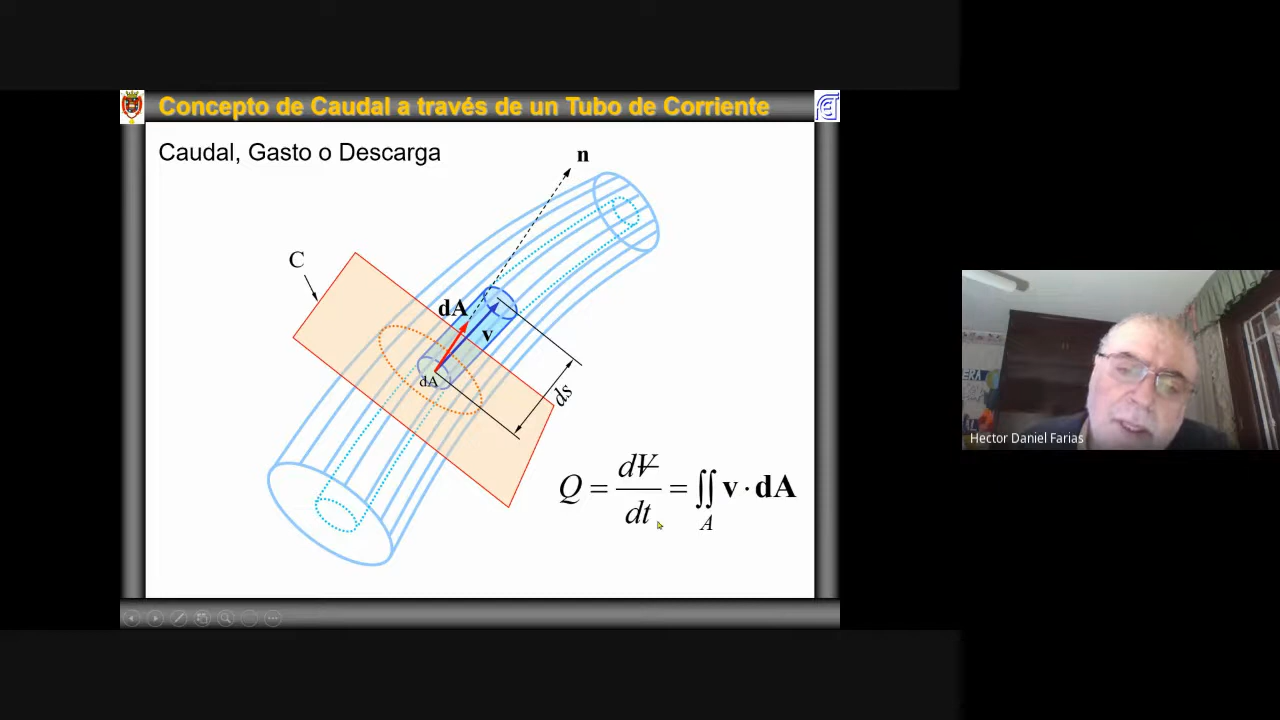 Concepto de Caudal a través de un Tubo de Corriente
Caudal, Gasto o Descarga
n
C
dA
v
dA
ds
Q = dV/dt = ∬_A v · dA
Hector Daniel Farias